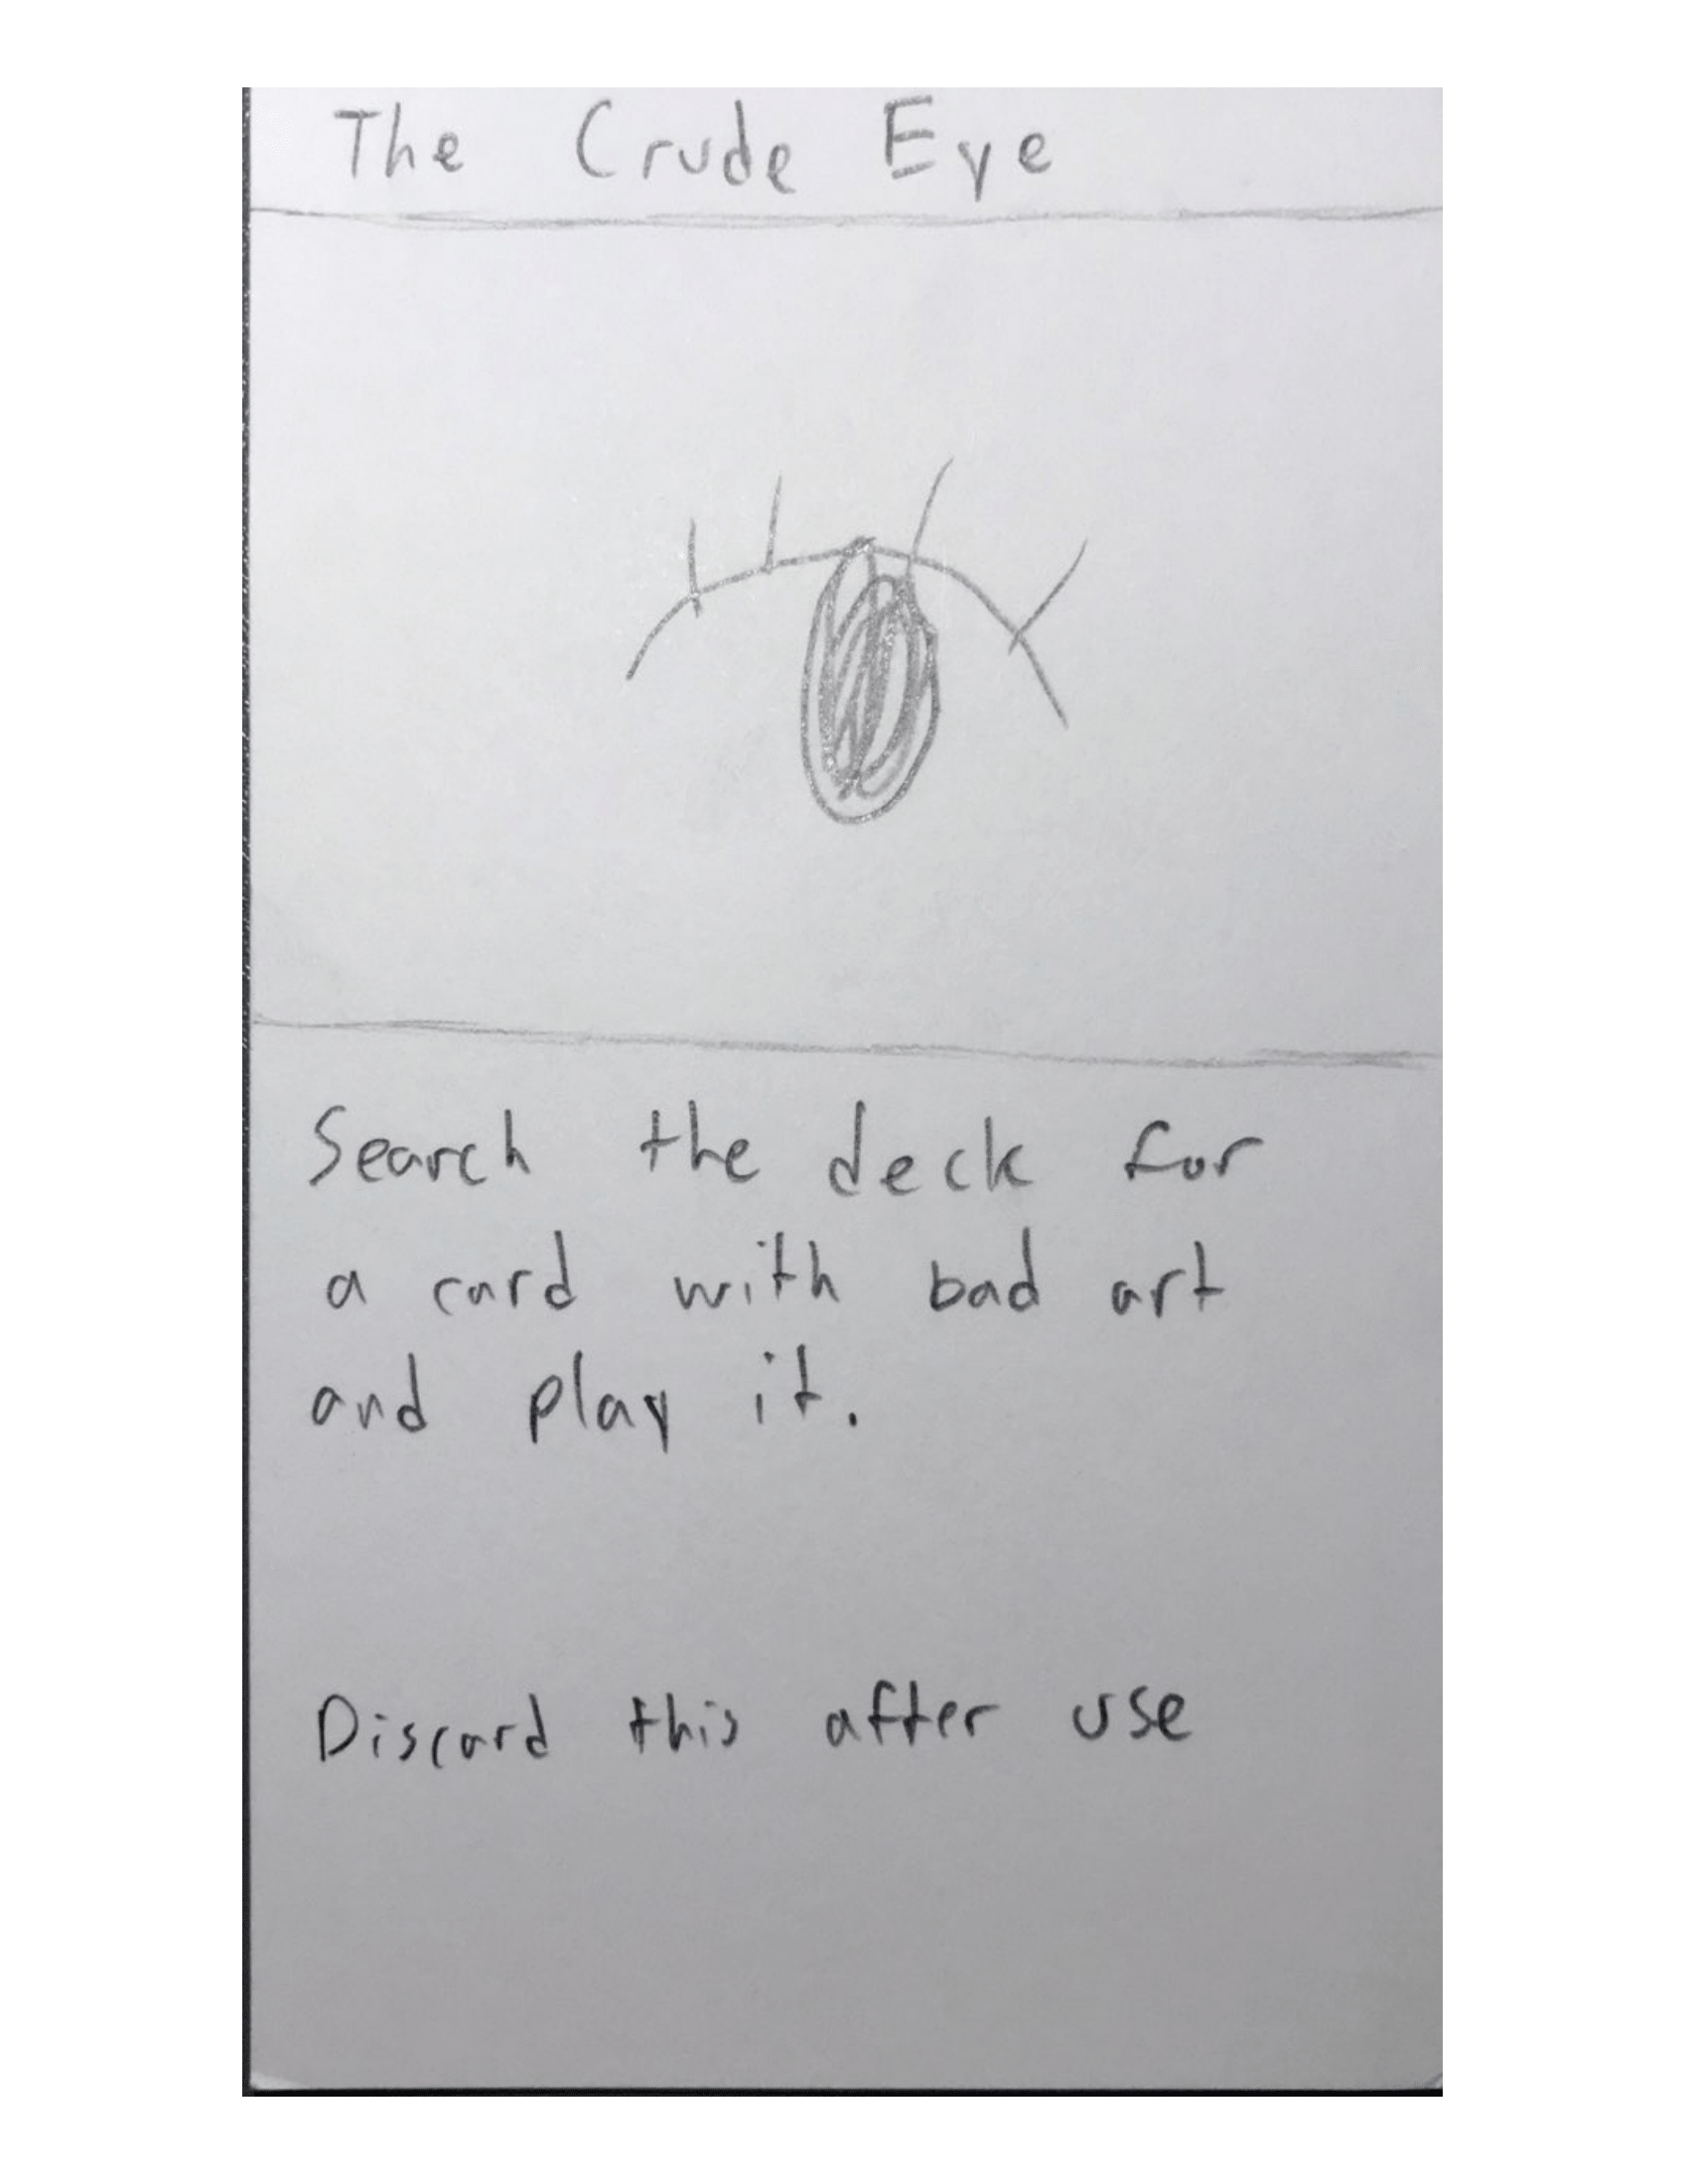 The Crude Eye
Search the deck for
a card with bad art
and play it.
Discard this after use